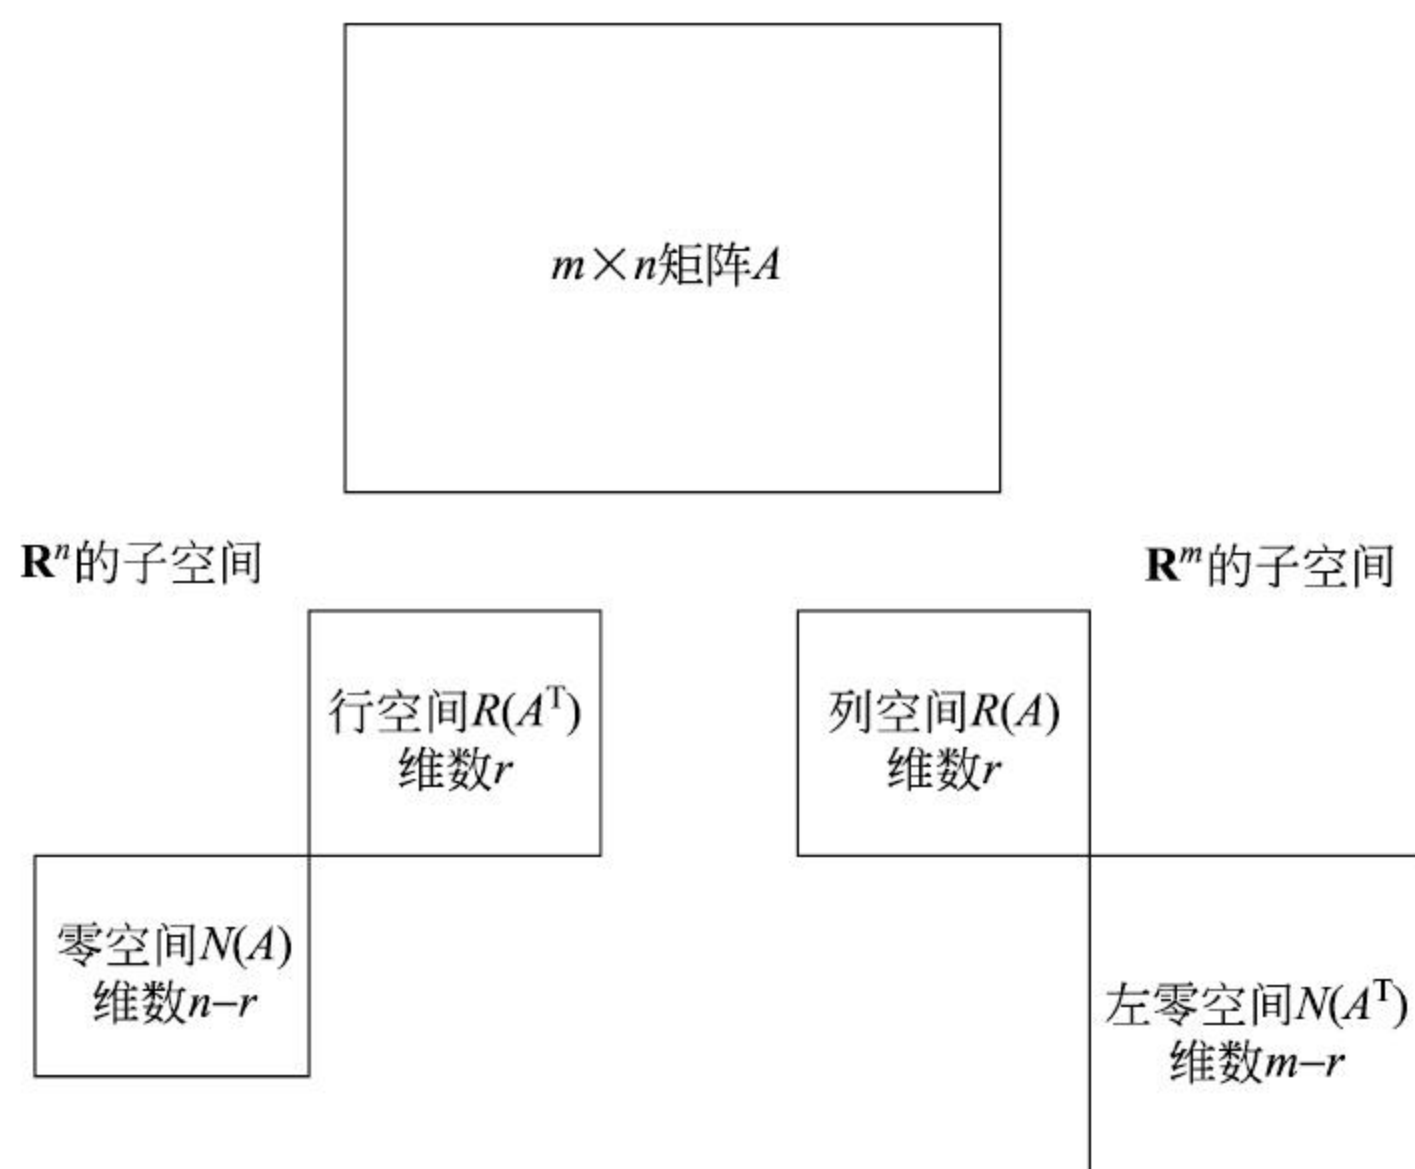 m×n矩阵A
Rⁿ的子空间
Rᵐ的子空间
行空间R(Aᵀ)
维数r
列空间R(A)
维数r
零空间N(A)
维数n–r
左零空间N(Aᵀ)
维数m–r